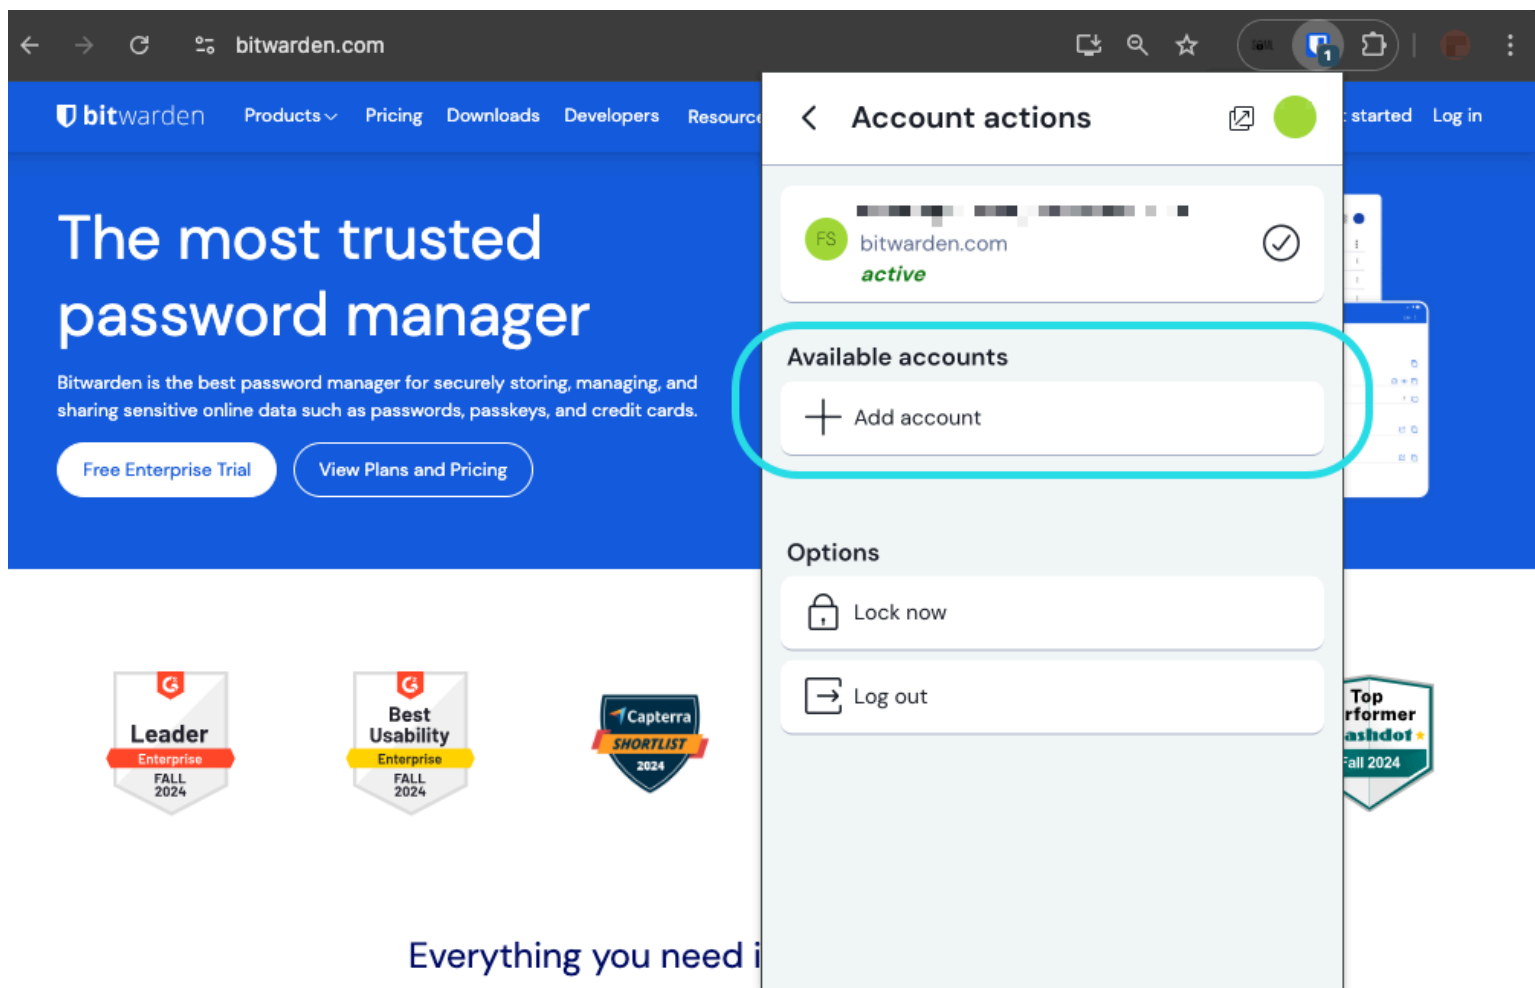 bitwarden.com
1
bitwarden
Products
Pricing
Downloads
Developers
started
Log in
The most trusted
password manager
Bitwarden is the best password manager for securely storing, managing, and
sharing sensitive online data such as passwords, passkeys, and credit cards.
Free Enterprise Trial
View Plans and Pricing
Account actions
FS
bitwarden.com
active
Available accounts
Add account
Options
Lock now
Log out
Leader
Enterprise
FALL
2024
Best
Usability
Enterprise
FALL
2024
Capterra
SHORTLIST
2024
Top
Fall 2024
Everything you need